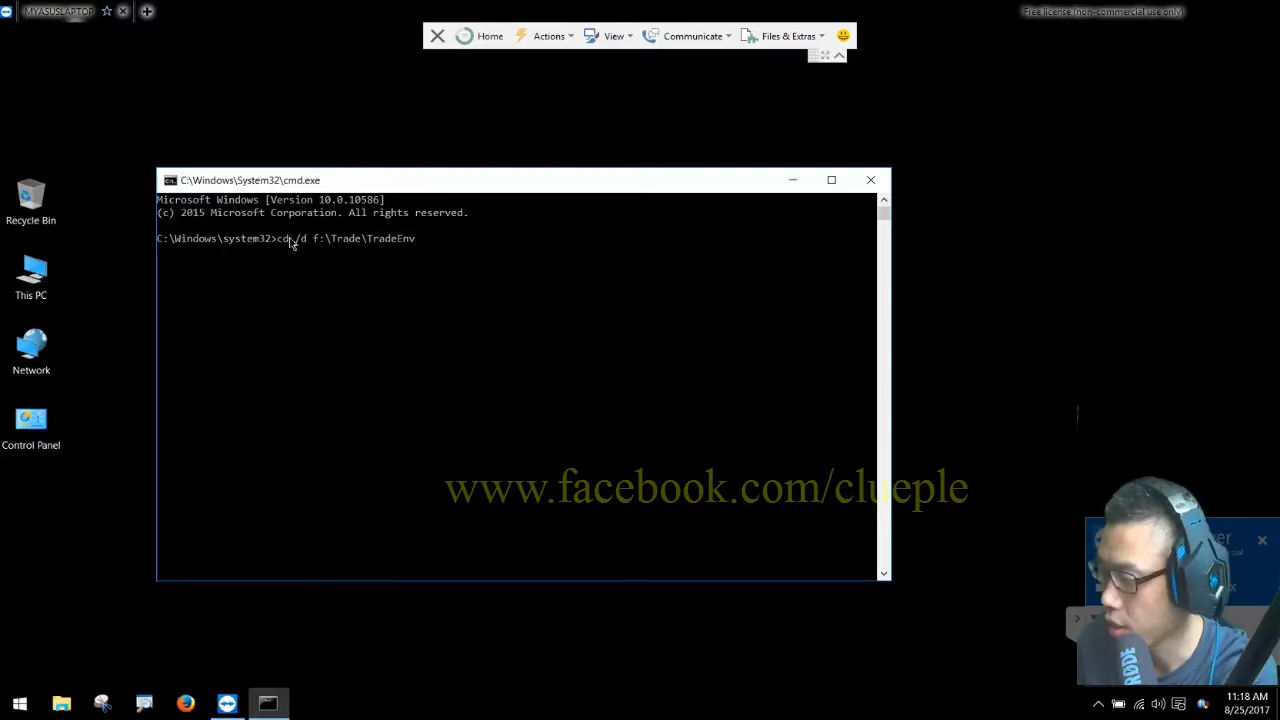 MYASUSLAPTOP
Free license (non-commercial use only)
Home
Actions
View
Communicate
Files & Extras
C:\Windows\System32\cmd.exe
Microsoft Windows [Version 10.0.10586]
(c) 2015 Microsoft Corporation. All rights reserved.
C:\Windows\system32>cd /d f:\Trade\TradeEnv
Recycle Bin
This PC
Network
Control Panel
www.facebook.com/clueple
RØDE
11:18 AM
8/25/2017